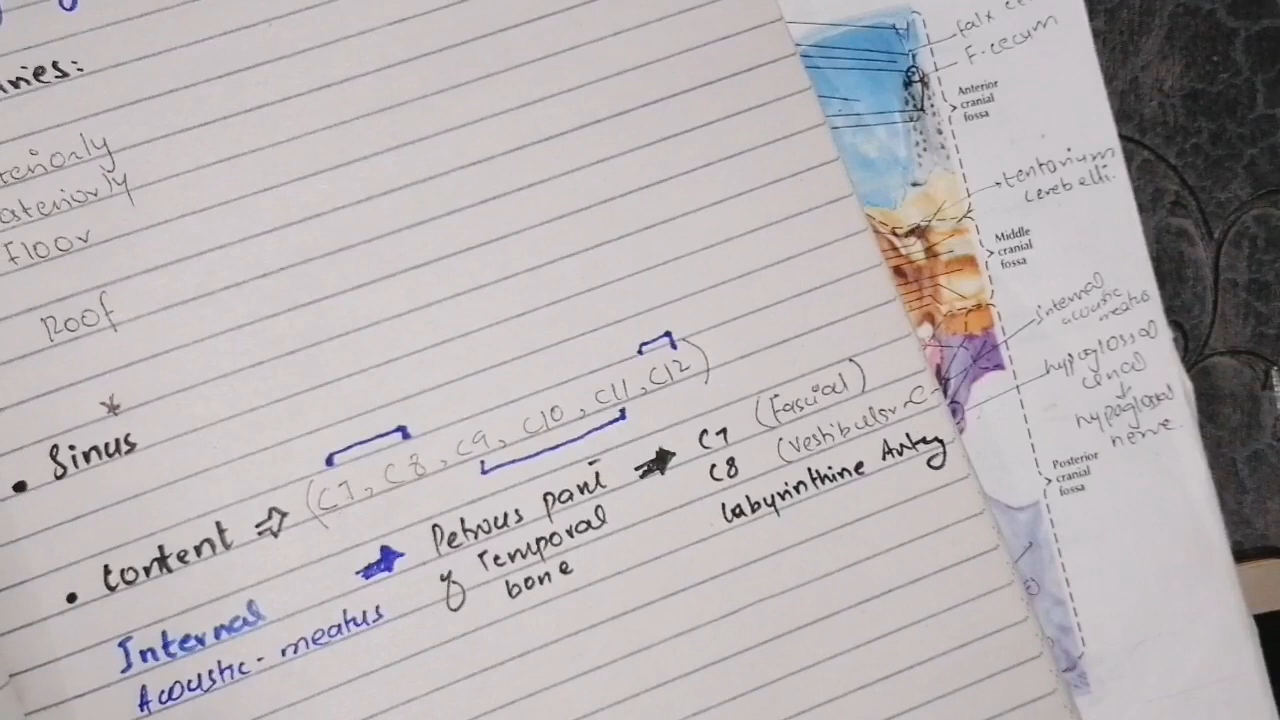 ries:
teriorly
osteriorly
Floor
Roof
• Sinus
• content ⇒ (C7, C8, C9, C10, C11, C12)
Internal Acoustic- meatus
Petrous part
of Temporal
bone
C7 (Fascial)
C8 (Vestibular
Labyrinthine Artery
falx ce
F. cecum
Anterior
cranial
fossa
tentorium
cerebelli.
Middle
cranial
fossa
internal
acoustic
meatus
hypoglossal
canal
hypoglossal
nerve.
Posterior
cranial
fossa